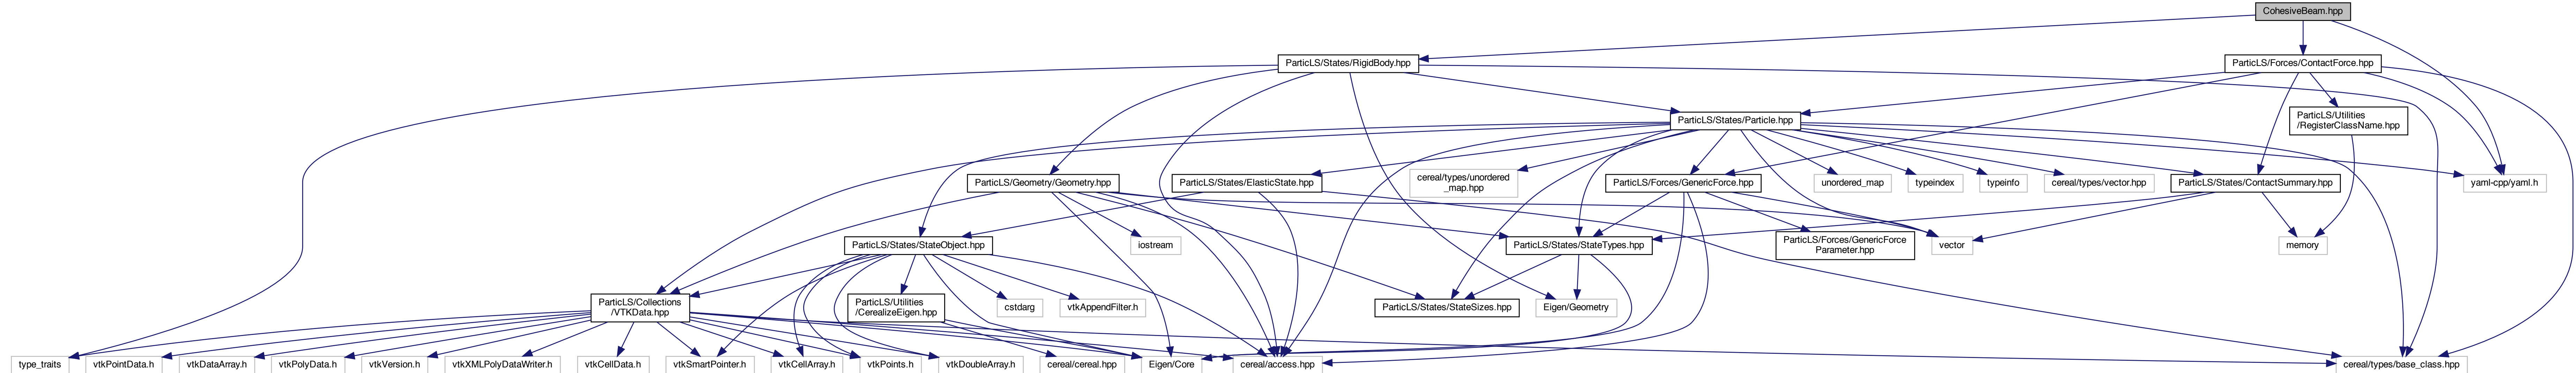 CohesiveBeam.hpp
ParticLS/States/RigidBody.hpp
ParticLS/Forces/ContactForce.hpp
ParticLS/States/Particle.hpp
ParticLS/Utilities
/RegisterClassName.hpp
ParticLS/Geometry/Geometry.hpp
ParticLS/States/ElasticState.hpp
cereal/types/unordered
_map.hpp
ParticLS/Forces/GenericForce.hpp
unordered_map
typeindex
typeinfo
cereal/types/vector.hpp
ParticLS/States/ContactSummary.hpp
yaml-cpp/yaml.h
ParticLS/States/StateObject.hpp
iostream
ParticLS/States/StateTypes.hpp
ParticLS/Forces/GenericForce
Parameter.hpp
vector
memory
ParticLS/Collections
/VTKData.hpp
ParticLS/Utilities
/CerealizeEigen.hpp
cstdarg
vtkAppendFilter.h
ParticLS/States/StateSizes.hpp
Eigen/Geometry
type_traits
vtkPointData.h
vtkDataArray.h
vtkPolyData.h
vtkVersion.h
vtkXMLPolyDataWriter.h
vtkCellData.h
vtkSmartPointer.h
vtkCellArray.h
vtkPoints.h
vtkDoubleArray.h
cereal/cereal.hpp
Eigen/Core
cereal/access.hpp
cereal/types/base_class.hpp